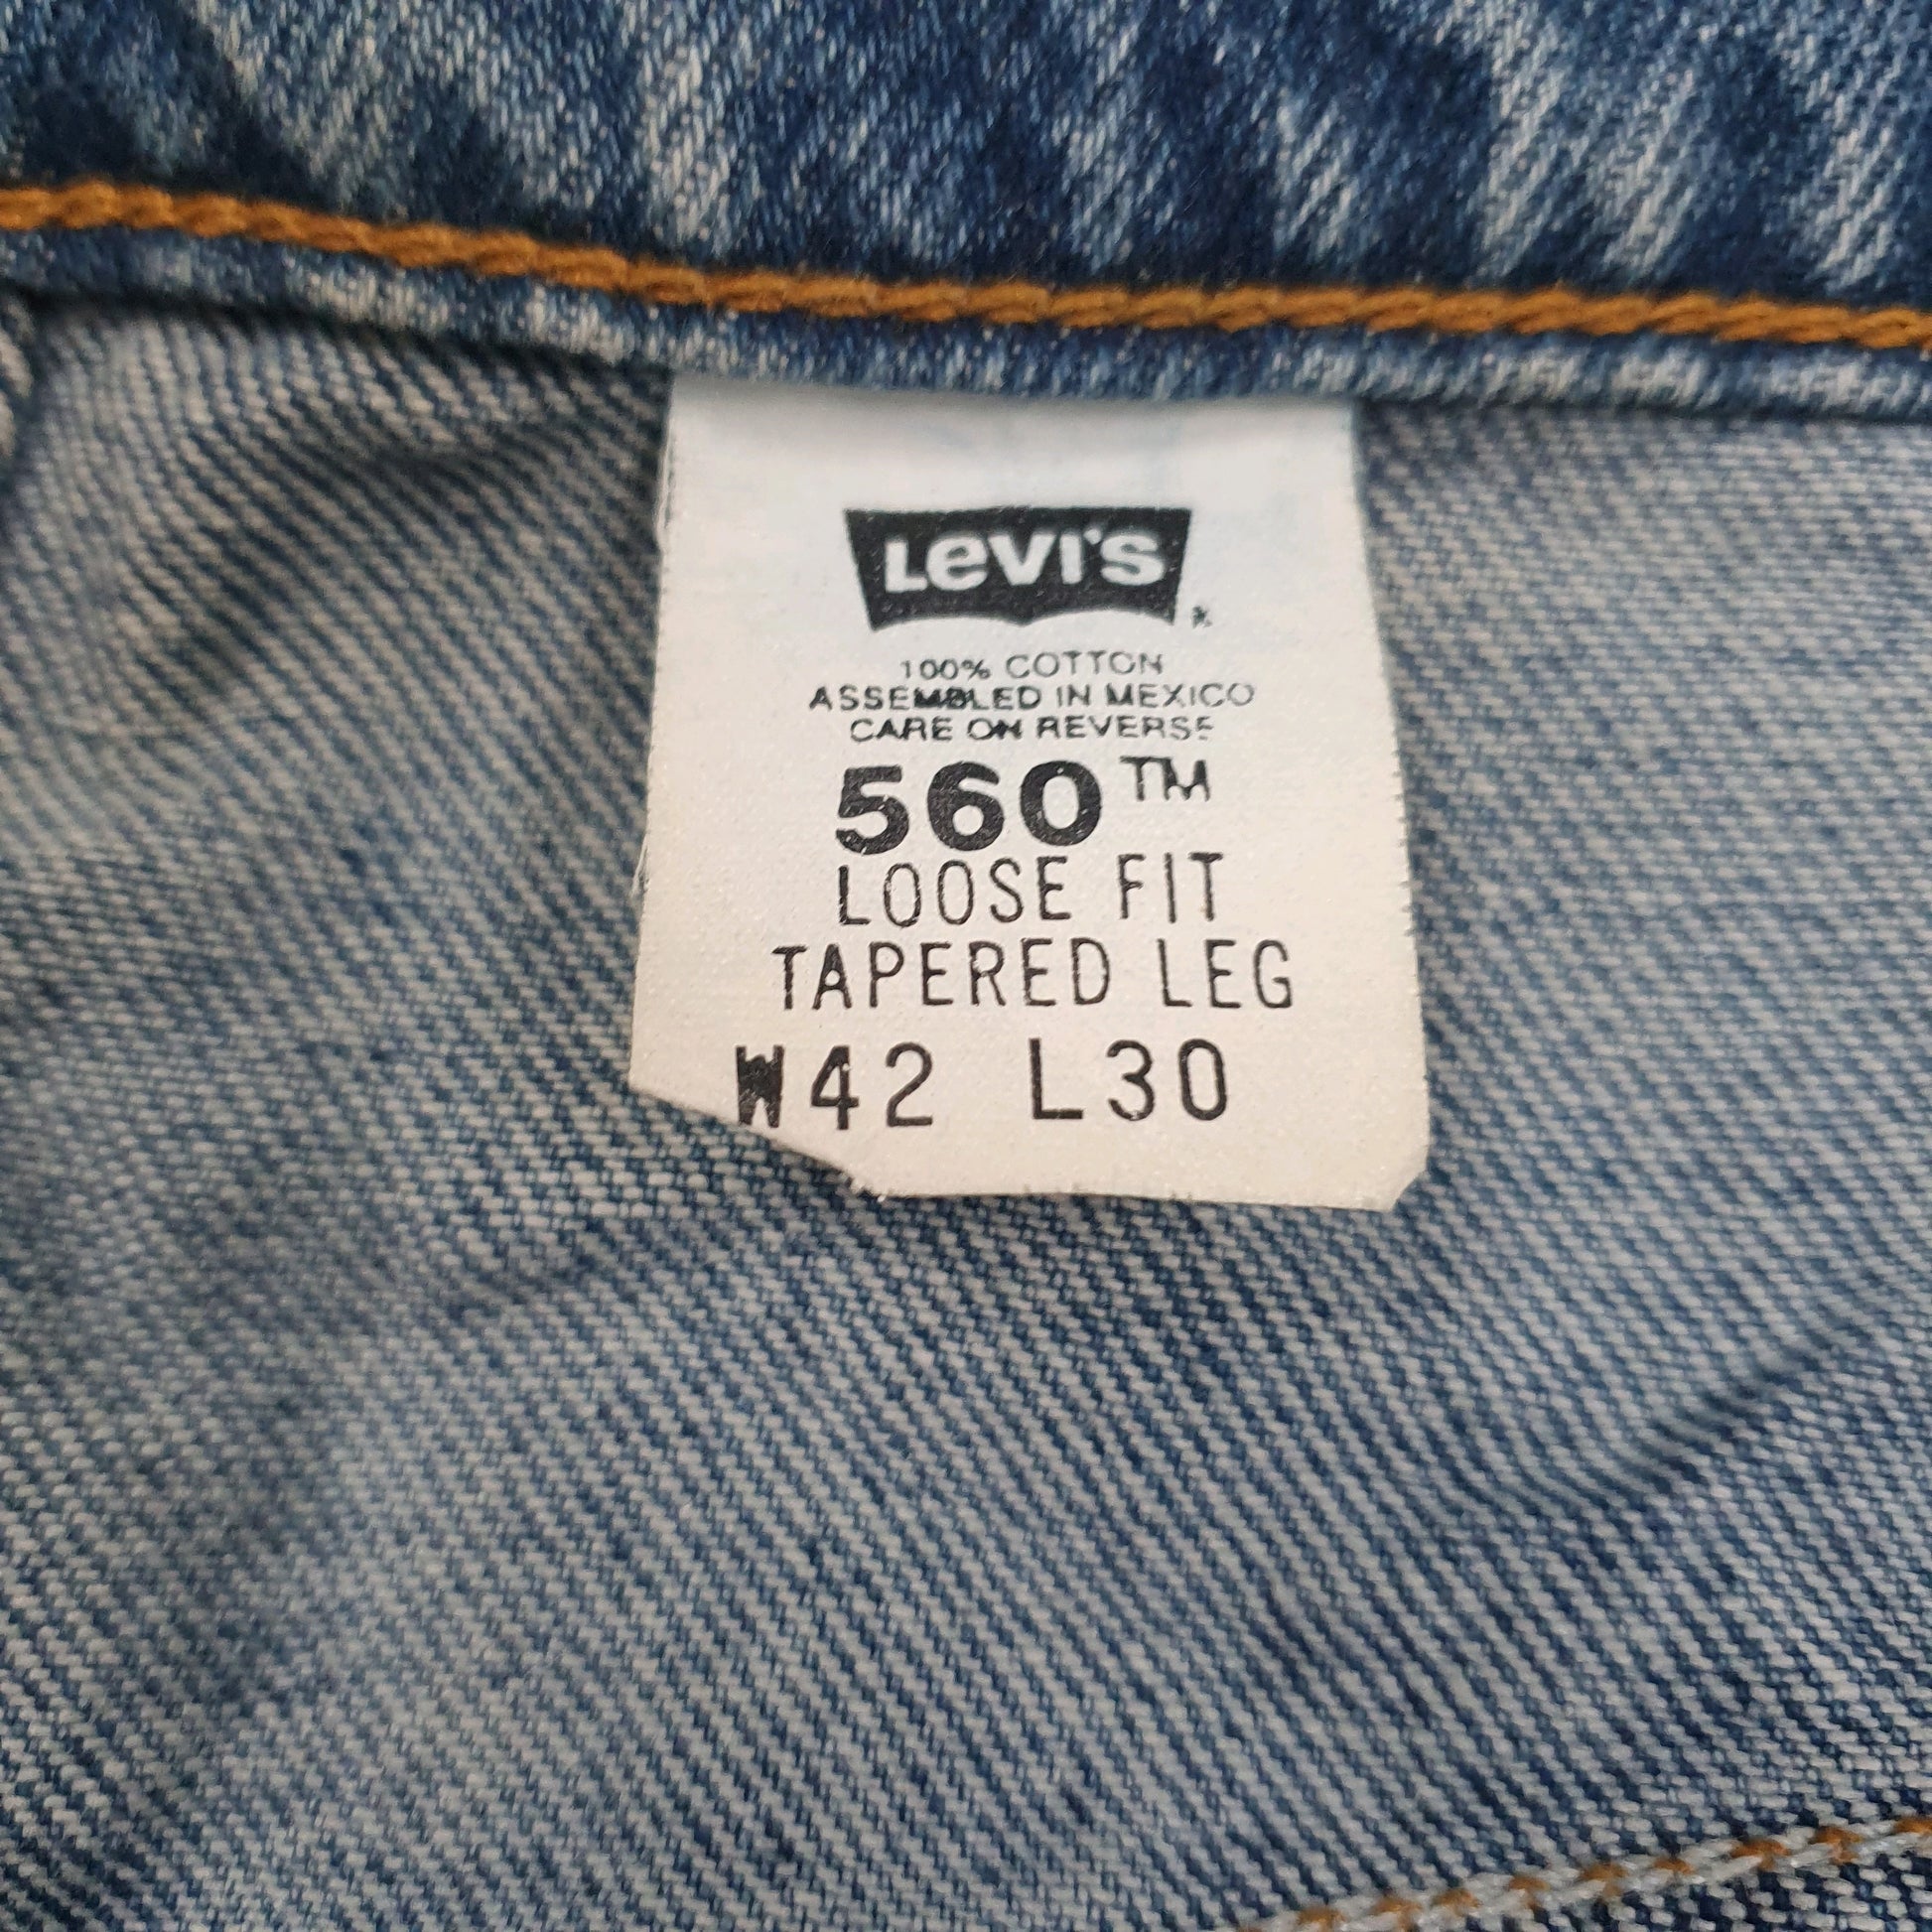 LEVI'S
100% COTTON
ASSEMBLED IN MEXICO
CARE ON REVERSE
560™
LOOSE FIT
TAPERED LEG
W42 L30